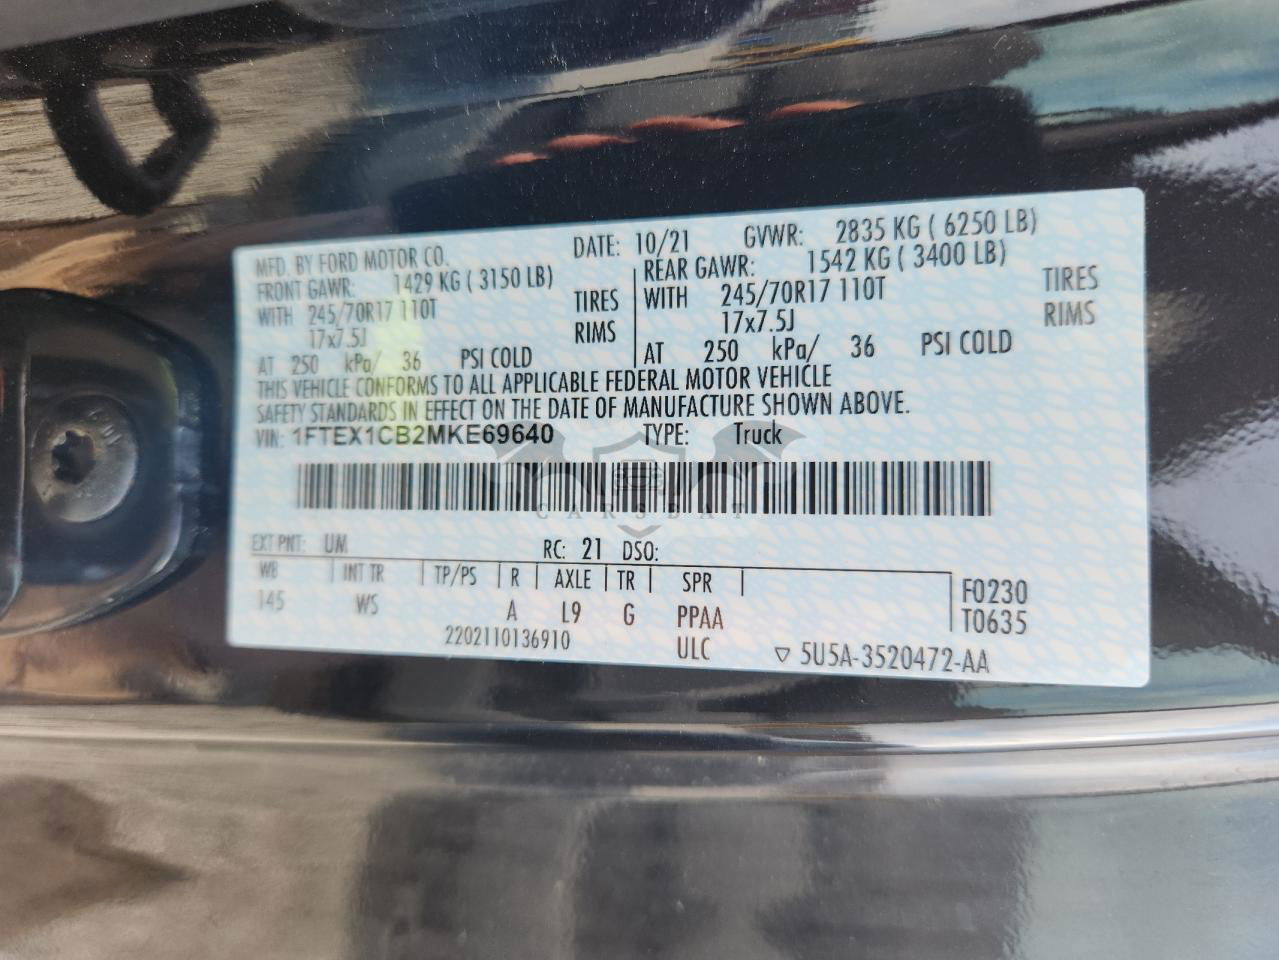 MFD. BY FORD MOTOR CO. DATE: 10/21 GVWR: 2835 KG ( 6250 LB)
FRONT GAWR: 1429 KG ( 3150 LB) REAR GAWR: 1542 KG ( 3400 LB)
WITH 245/70R17 110T TIRES WITH 245/70R17 110T TIRES
17x7.5J RIMS 17x7.5J RIMS
AT 250 kPa/ 36 PSI COLD AT 250 kPa/ 36 PSI COLD
THIS VEHICLE CONFORMS TO ALL APPLICABLE FEDERAL MOTOR VEHICLE
SAFETY STANDARDS IN EFFECT ON THE DATE OF MANUFACTURE SHOWN ABOVE.
VIN: 1FTEX1CB2MKE69640 TYPE: Truck
CARSBAT
EXT PNT: UM RC: 21 DSO:
WB INT TR TP/PS R AXLE TR SPR F0230
145 WS A L9 G PPAA T0635
2202110136910 ULC ▽ 5U5A-3520472-AA